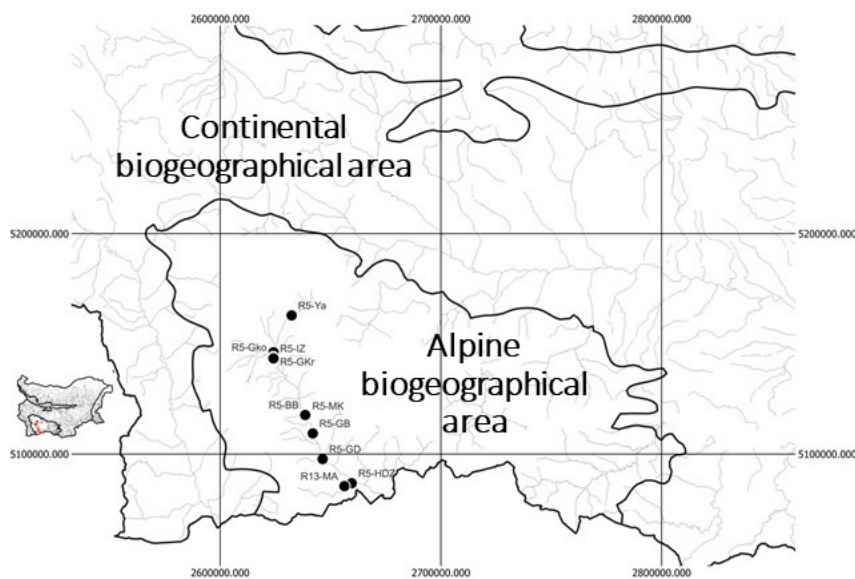 2600000.000 2700000.000 2800000.000
Continental
biogeographical area
5200000.000 5200000.000
R5-Ya
R5-Gko R5-IZ
R5-GKr
Alpine
biogeographical
area
R5-BB R5-MK
R5-GB
R5-GD
5100000.000 5100000.000
R13-MA R5-HDZ
2600000.000 2700000.000 2800000.000